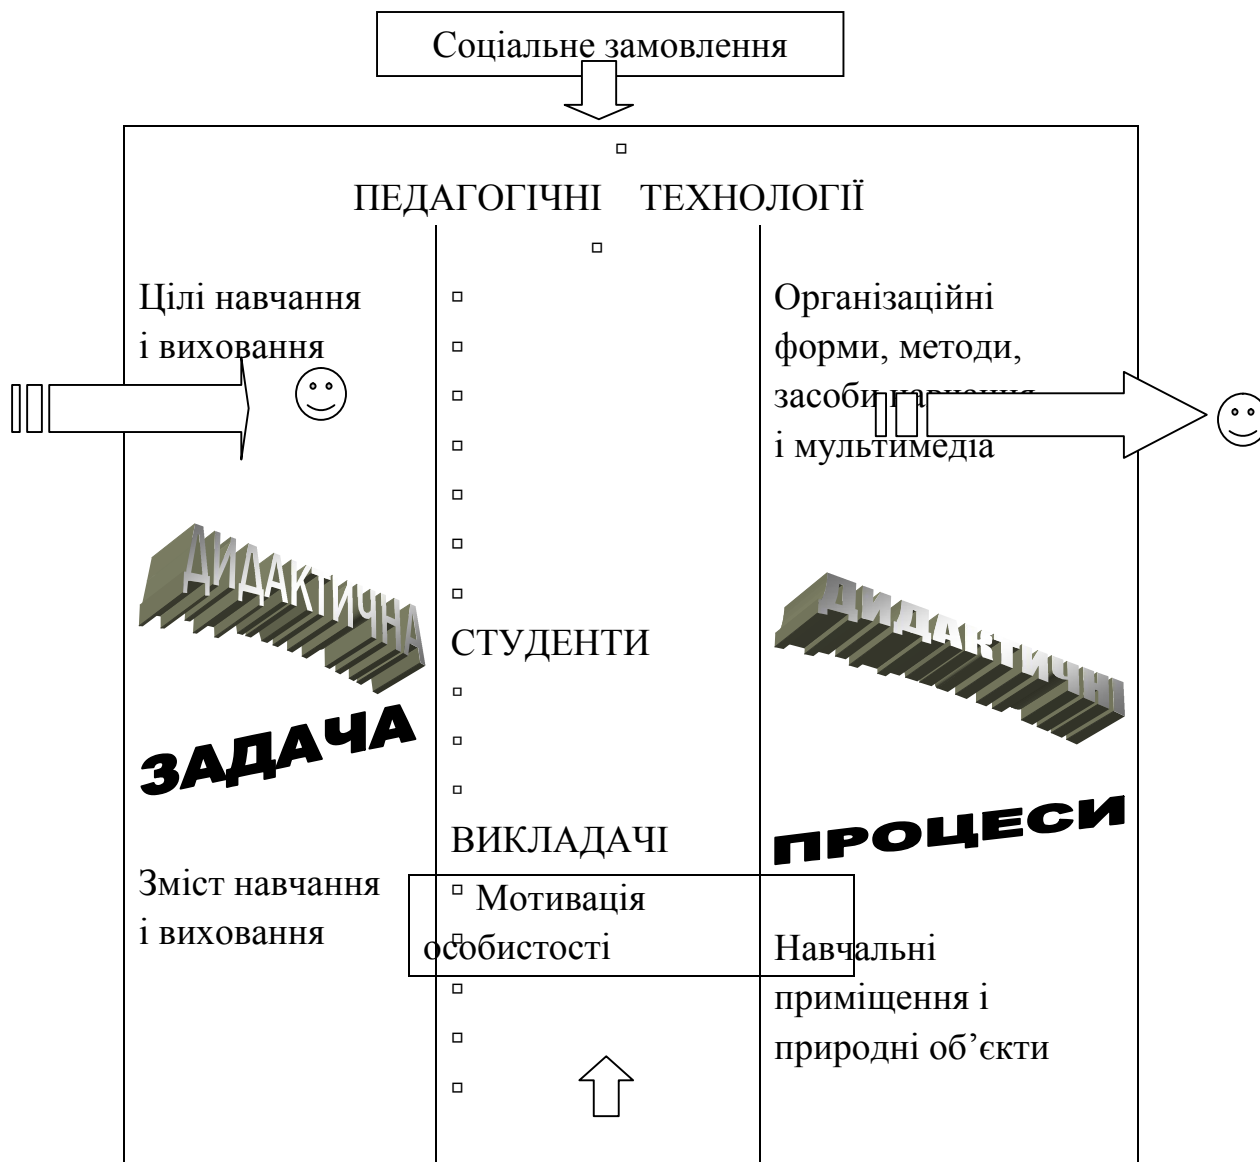 Соціальне замовлення
ПЕДАГОГІЧНІ ТЕХНОЛОГІЇ
Цілі навчання
і виховання
ДИДАКТИЧНА
ЗАДАЧА
Зміст навчання
і виховання
СТУДЕНТИ
ВИКЛАДАЧІ
Мотивація
особистості
Організаційні
форми, методи,
засоби навчання
і мультимедіа
ДИДАКТИЧНІ
ПРОЦЕСИ
Навчальні
приміщення і
природні об’єкти